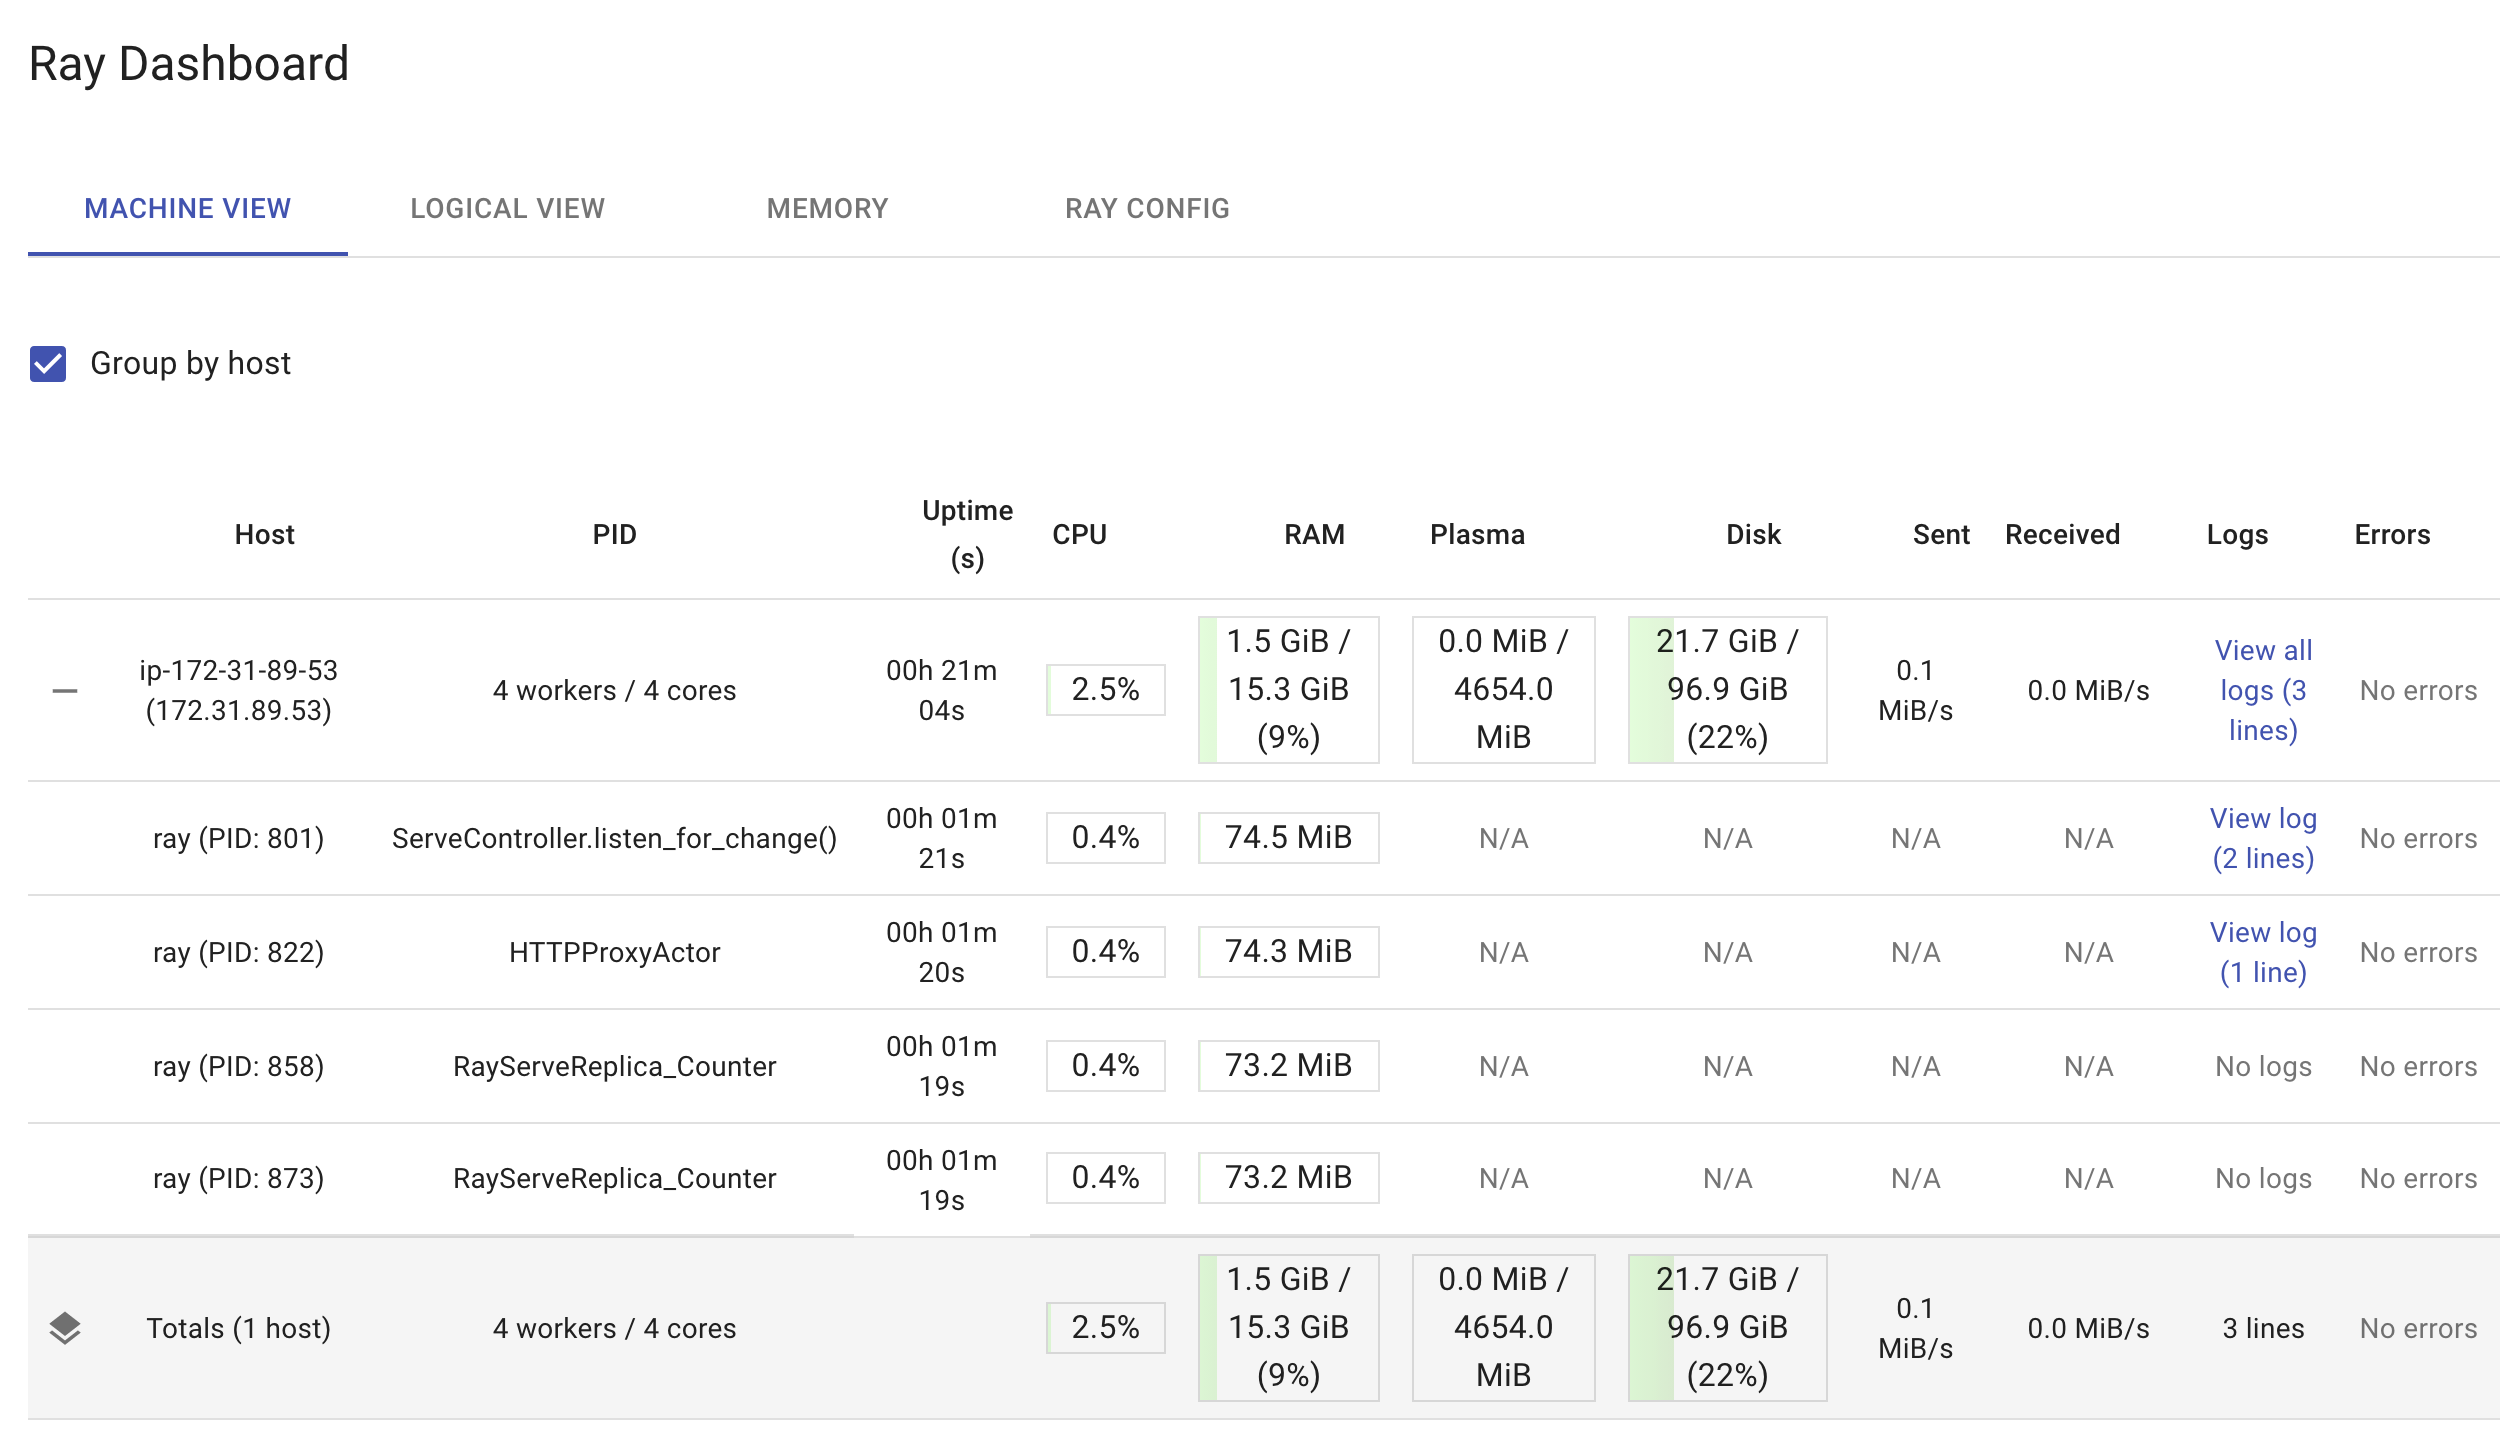 Ray Dashboard
MACHINE VIEW LOGICAL VIEW MEMORY RAY CONFIG
Group by host
Host PID Uptime (s) CPU RAM Plasma Disk Sent Received Logs Errors
ip-172-31-89-53 (172.31.89.53) 4 workers / 4 cores 00h 21m 04s 2.5% 1.5 GiB / 15.3 GiB (9%) 0.0 MiB / 4654.0 MiB 21.7 GiB / 96.9 GiB (22%) 0.1 MiB/s 0.0 MiB/s View all logs (3 lines) No errors
ray (PID: 801) ServeController.listen_for_change() 00h 01m 21s 0.4% 74.5 MiB N/A N/A N/A N/A View log (2 lines) No errors
ray (PID: 822) HTTPProxyActor 00h 01m 20s 0.4% 74.3 MiB N/A N/A N/A N/A View log (1 line) No errors
ray (PID: 858) RayServeReplica_Counter 00h 01m 19s 0.4% 73.2 MiB N/A N/A N/A N/A No logs No errors
ray (PID: 873) RayServeReplica_Counter 00h 01m 19s 0.4% 73.2 MiB N/A N/A N/A N/A No logs No errors
Totals (1 host) 4 workers / 4 cores 2.5% 1.5 GiB / 15.3 GiB (9%) 0.0 MiB / 4654.0 MiB 21.7 GiB / 96.9 GiB (22%) 0.1 MiB/s 0.0 MiB/s 3 lines No errors